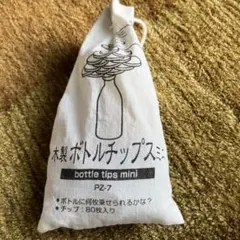 木製ボトルチップスミニ
bottle tips mini
PZ-7
•ボトルに何枚乗せられるかな？
•チップ：80枚入り